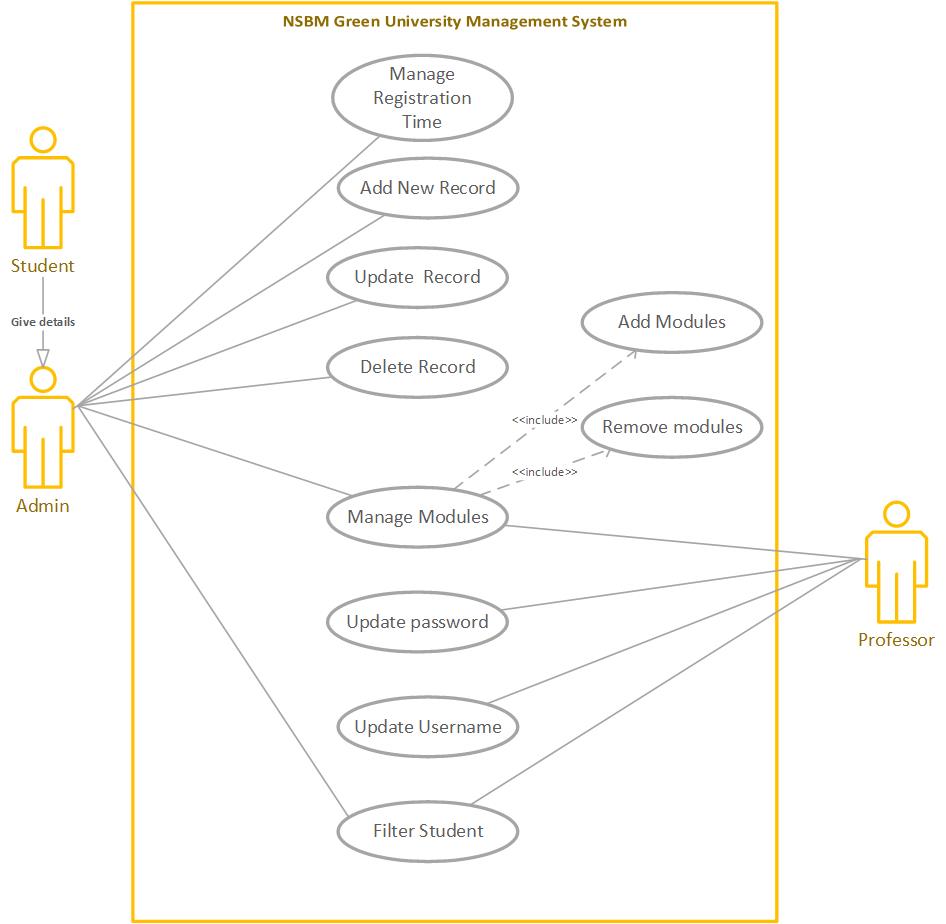 NSBM Green University Management System
Manage
Registration
Time
Add New Record
Student
Update  Record
Give details
Add Modules
Delete Record
<<include>>
Remove modules
<<include>>
Admin
Manage Modules
Update password
Professor
Update Username
Filter Student